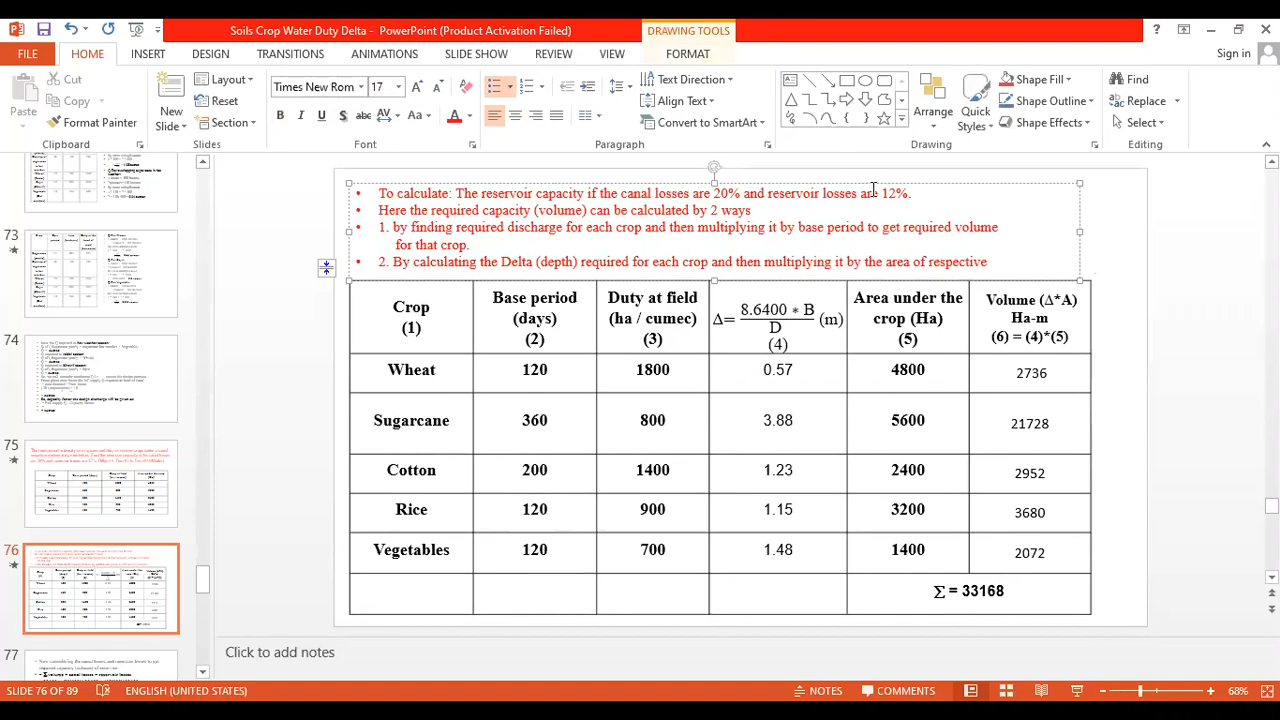 Soils Crop Water Duty Delta - PowerPoint (Product Activation Failed)
DRAWING TOOLS
FILE HOME INSERT DESIGN TRANSITIONS ANIMATIONS SLIDE SHOW REVIEW VIEW FORMAT
Sign in
Paste
Cut
Copy
Format Painter
Clipboard
New Slide
Layout
Reset
Section
Slides
Times New Rom 17
Font
Paragraph
Text Direction
Align Text
Convert to SmartArt
Arrange
Quick Styles
Shape Fill
Shape Outline
Shape Effects
Drawing
Find
Replace
Select
Editing
73
74
75
76
77
• To calculate: The reservoir capacity if the canal losses are 20% and reservoir losses are 12%.
• Here the required capacity (volume) can be calculated by 2 ways
• 1. by finding required discharge for each crop and then multiplying it by base period to get required volume
for that crop.
• 2. By calculating the Delta (depth) required for each crop and then multiplying it by the area of respective
Crop (1) Base period (days) (2) Duty at field (ha / cumec) (3) Δ= 8.6400 * B / D (m) (4) Area under the crop (Ha) (5) Volume (Δ*A) Ha-m (6) = (4)*(5)
Wheat 120 1800 0.57 4800 2736
Sugarcane 360 800 3.88 5600 21728
Cotton 200 1400 1.23 2400 2952
Rice 120 900 1.15 3200 3680
Vegetables 120 700 1.48 1400 2072
∑ = 33168
Click to add notes
SLIDE 76 OF 89 ENGLISH (UNITED STATES) NOTES COMMENTS 68%